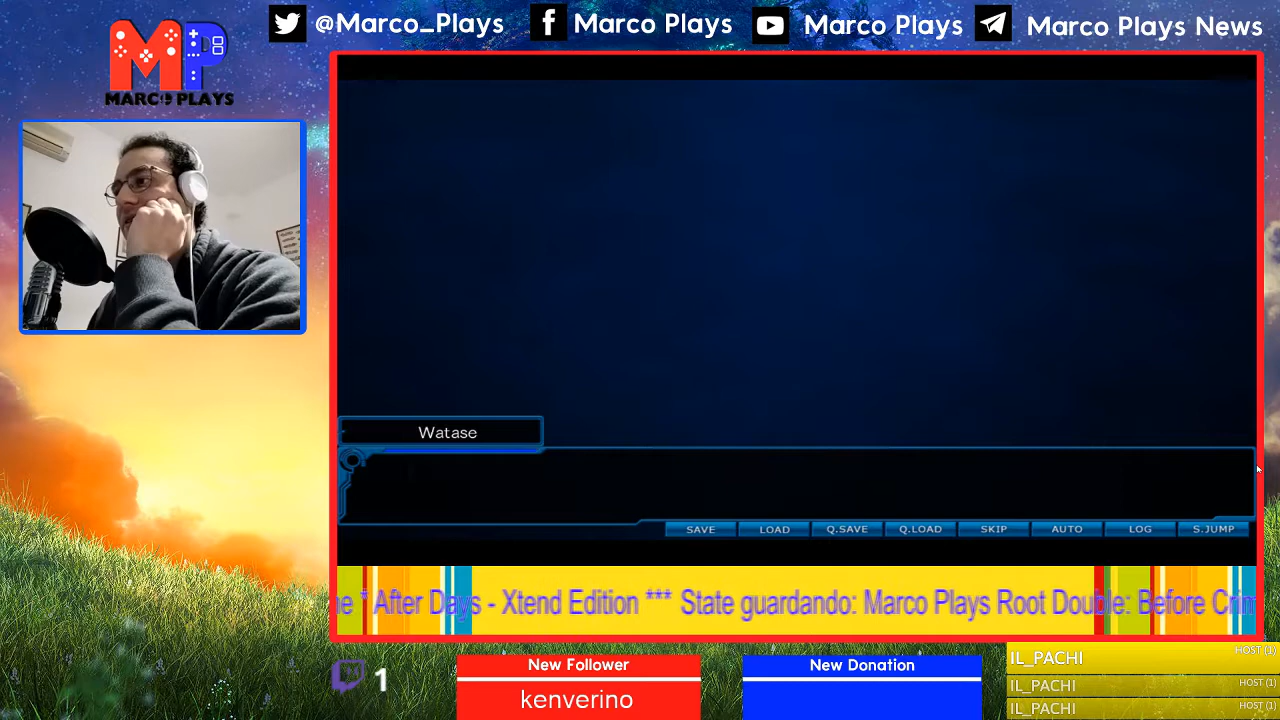 @Marco_Plays
Marco Plays
Marco Plays
Marco Plays News
MP
MARCO PLAYS
Watase
SAVE LOAD Q.SAVE Q.LOAD SKIP AUTO LOG S.JUMP
* After Days - Xtend Edition *** State guardando: Marco Plays Root Double: Before Crim
1
New Follower
kenverino
New Donation
IL_PACHI HOST (1)
IL_PACHI HOST (1)
IL_PACHI HOST (1)